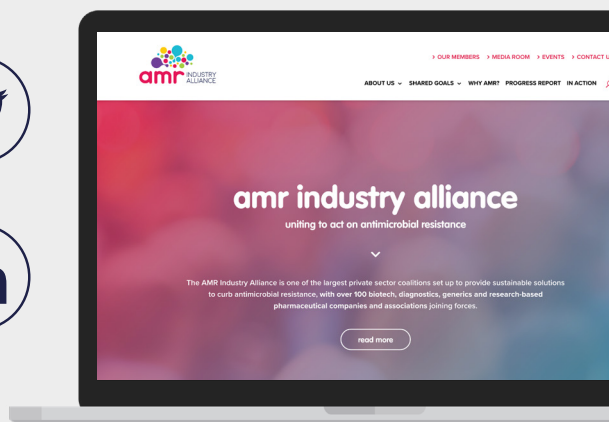 > OUR MEMBERS > MEDIA ROOM > EVENTS > CONTACT U
amr INDUSTRY
ALLIANCE
ABOUT US SHARED GOALS WHY AMR? PROGRESS REPORT IN ACTION
amr industry alliance
uniting to act on antimicrobial resistance
The AMR Industry Alliance is one of the largest private sector coalitions set up to provide sustainable solutions
to curb antimicrobial resistance, with over 100 biotech, diagnostics, generics and research-based
pharmaceutical companies and associations joining forces.
read more